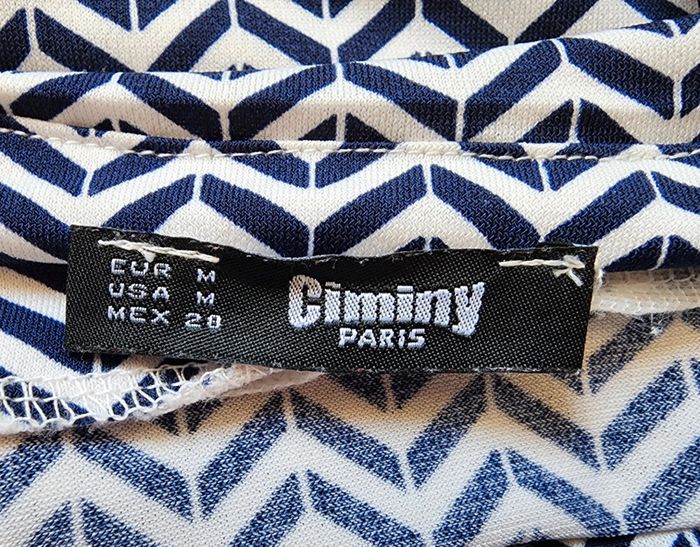 EUR M
USA M
MEX 28
Ciminy
PARIS